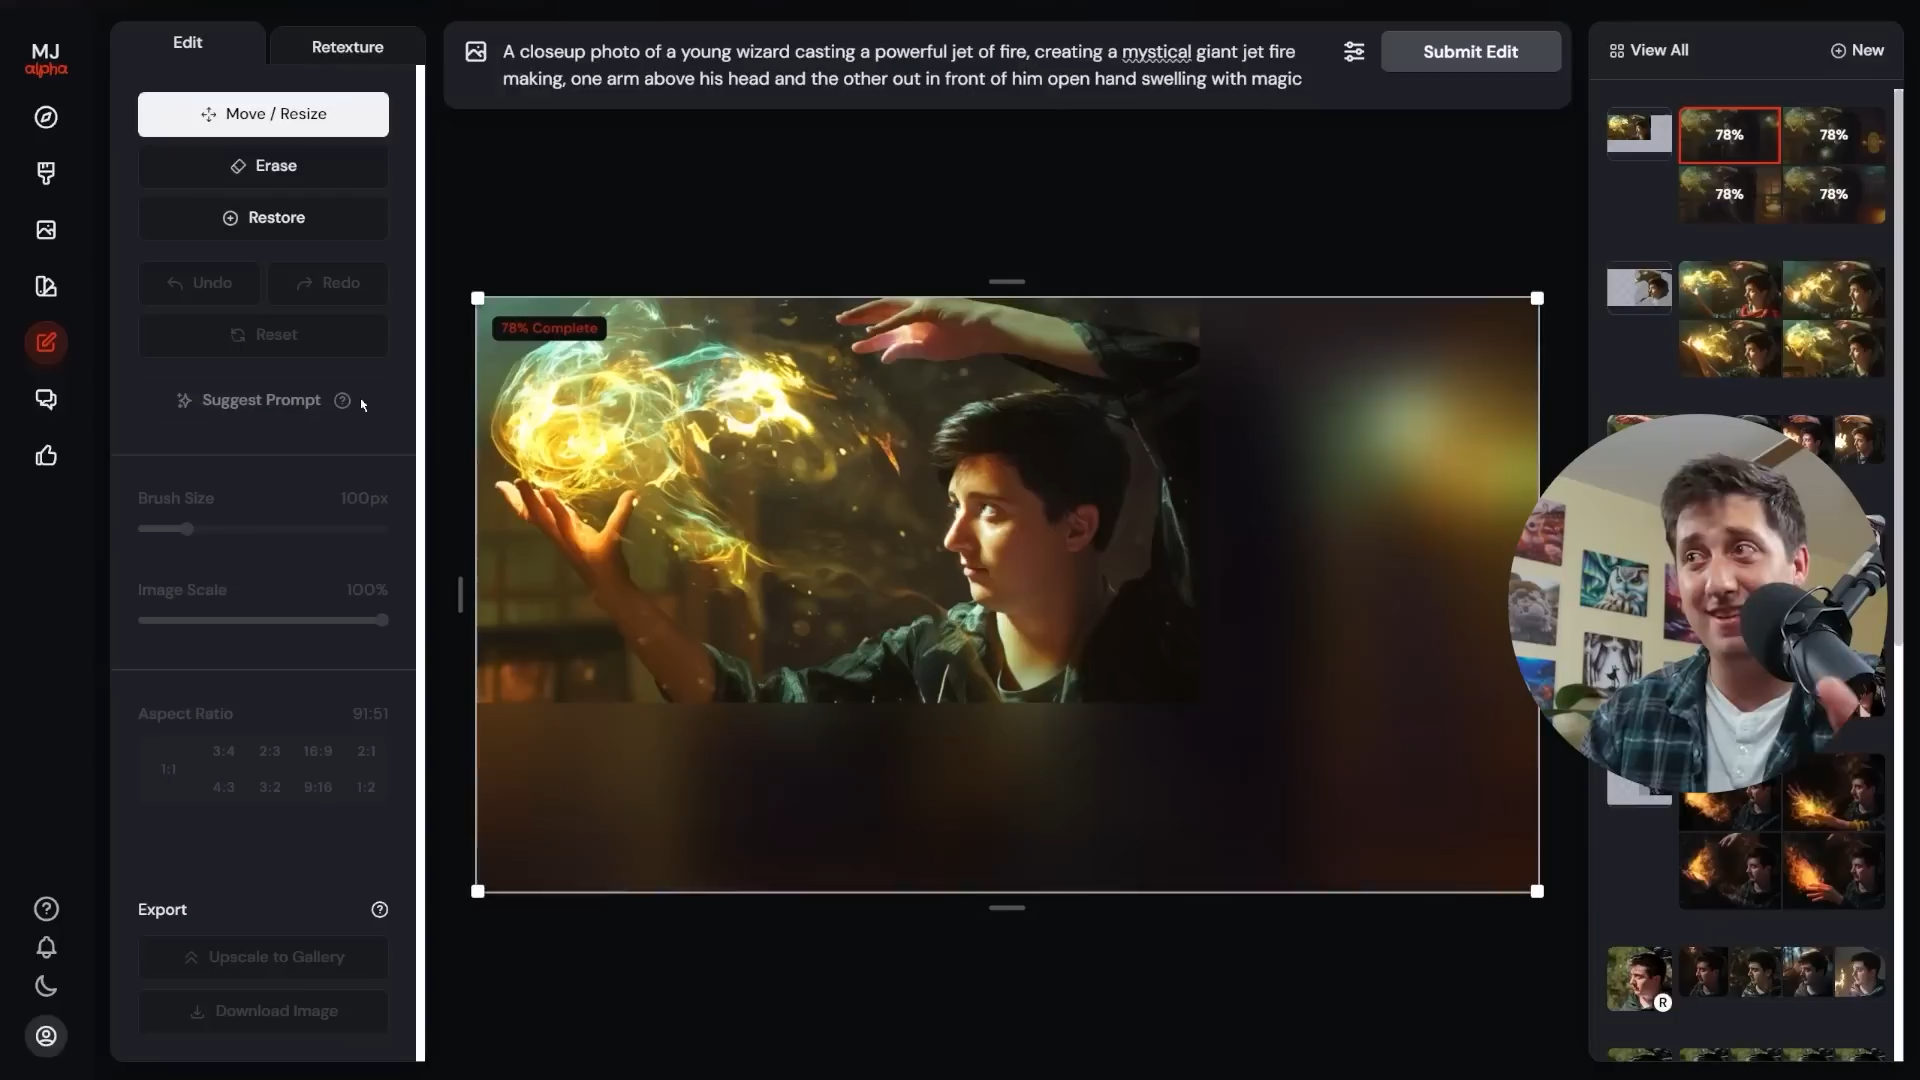 MJ
alpha
Edit
Retexture
Move / Resize
Erase
Restore
Undo
Redo
Reset
Suggest Prompt
Brush Size
100px
Image Scale
100%
Aspect Ratio
91:51
1:1
3:4
2:3
16:9
2:1
4:3
3:2
9:16
1:2
Export
Upscale to Gallery
Download Image
A closeup photo of a young wizard casting a powerful jet of fire, creating a mystical giant jet fire
making, one arm above his head and the other out in front of him open hand swelling with magic
Submit Edit
78% Complete
View All
New
78%
78%
78%
78%
R